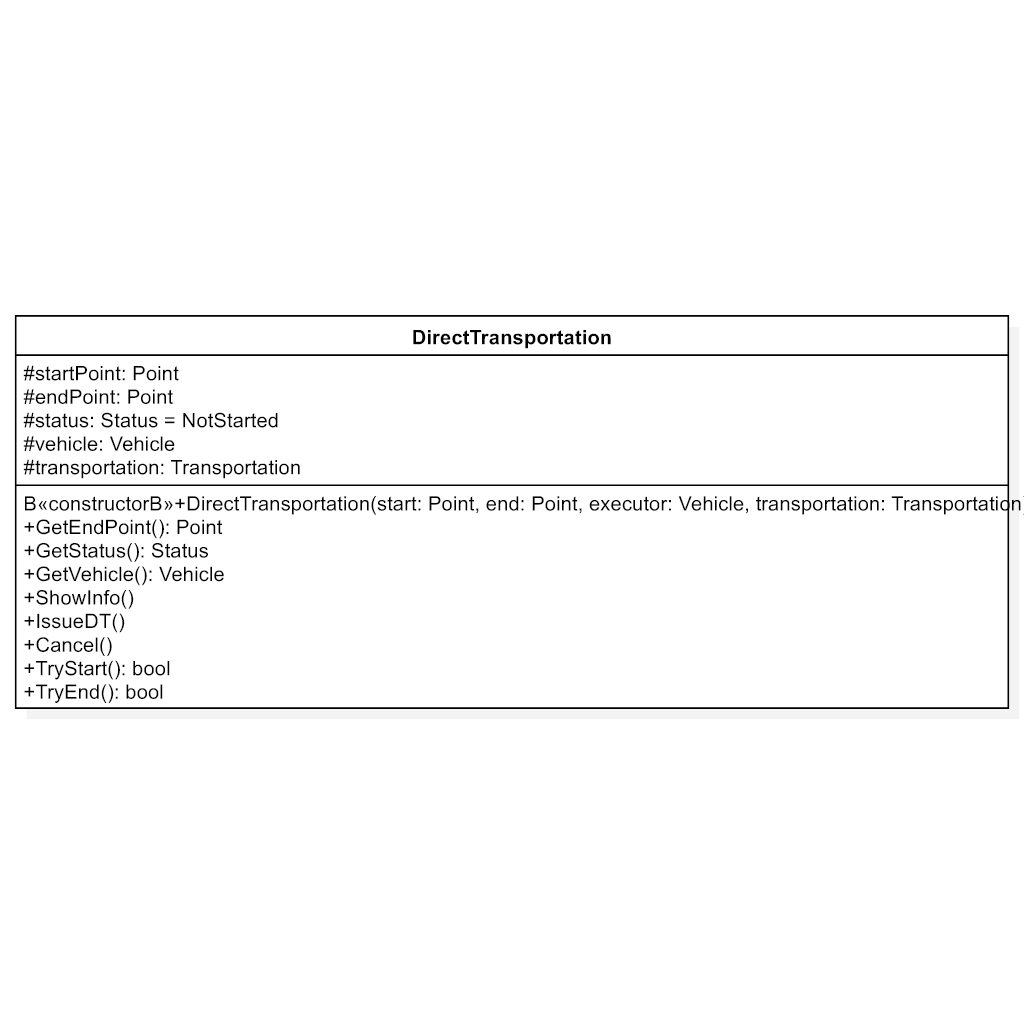 DirectTransportation
#startPoint: Point
#endPoint: Point
#status: Status = NotStarted
#vehicle: Vehicle
#transportation: Transportation
B«constructorB»+DirectTransportation(start: Point, end: Point, executor: Vehicle, transportation: Transportation)
+GetEndPoint(): Point
+GetStatus(): Status
+GetVehicle(): Vehicle
+ShowInfo()
+IssueDT()
+Cancel()
+TryStart(): bool
+TryEnd(): bool